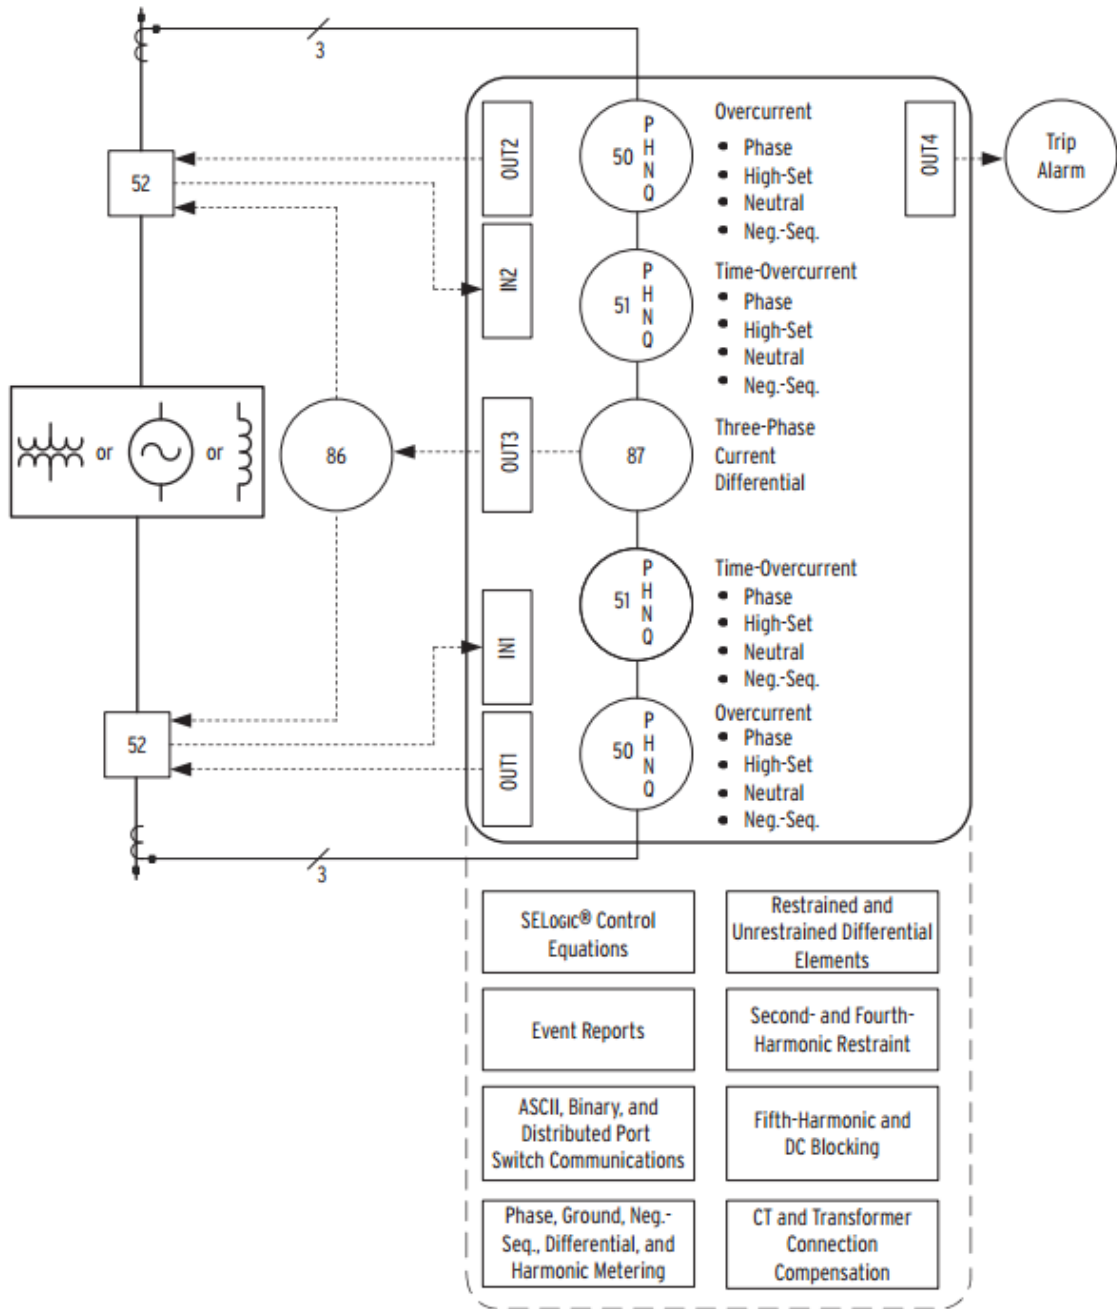 3
OUT2
50
P
H
N
Q
Overcurrent
• Phase
• High-Set
• Neutral
• Neg.-Seq.
OUT4
Trip
Alarm
52
IN2
51
P
H
N
Q
Time-Overcurrent
• Phase
• High-Set
• Neutral
• Neg.-Seq.
or
or
86
OUT3
87
Three-Phase
Current
Differential
IN1
51
P
H
N
Q
Time-Overcurrent
• Phase
• High-Set
• Neutral
• Neg.-Seq.
52
OUT1
50
P
H
N
Q
Overcurrent
• Phase
• High-Set
• Neutral
• Neg.-Seq.
3
SELOGIC® Control
Equations
Restrained and
Unrestrained Differential
Elements
Event Reports
Second- and Fourth-
Harmonic Restraint
ASCII, Binary, and
Distributed Port
Switch Communications
Fifth-Harmonic and
DC Blocking
Phase, Ground, Neg.-
Seq., Differential, and
Harmonic Metering
CT and Transformer
Connection
Compensation